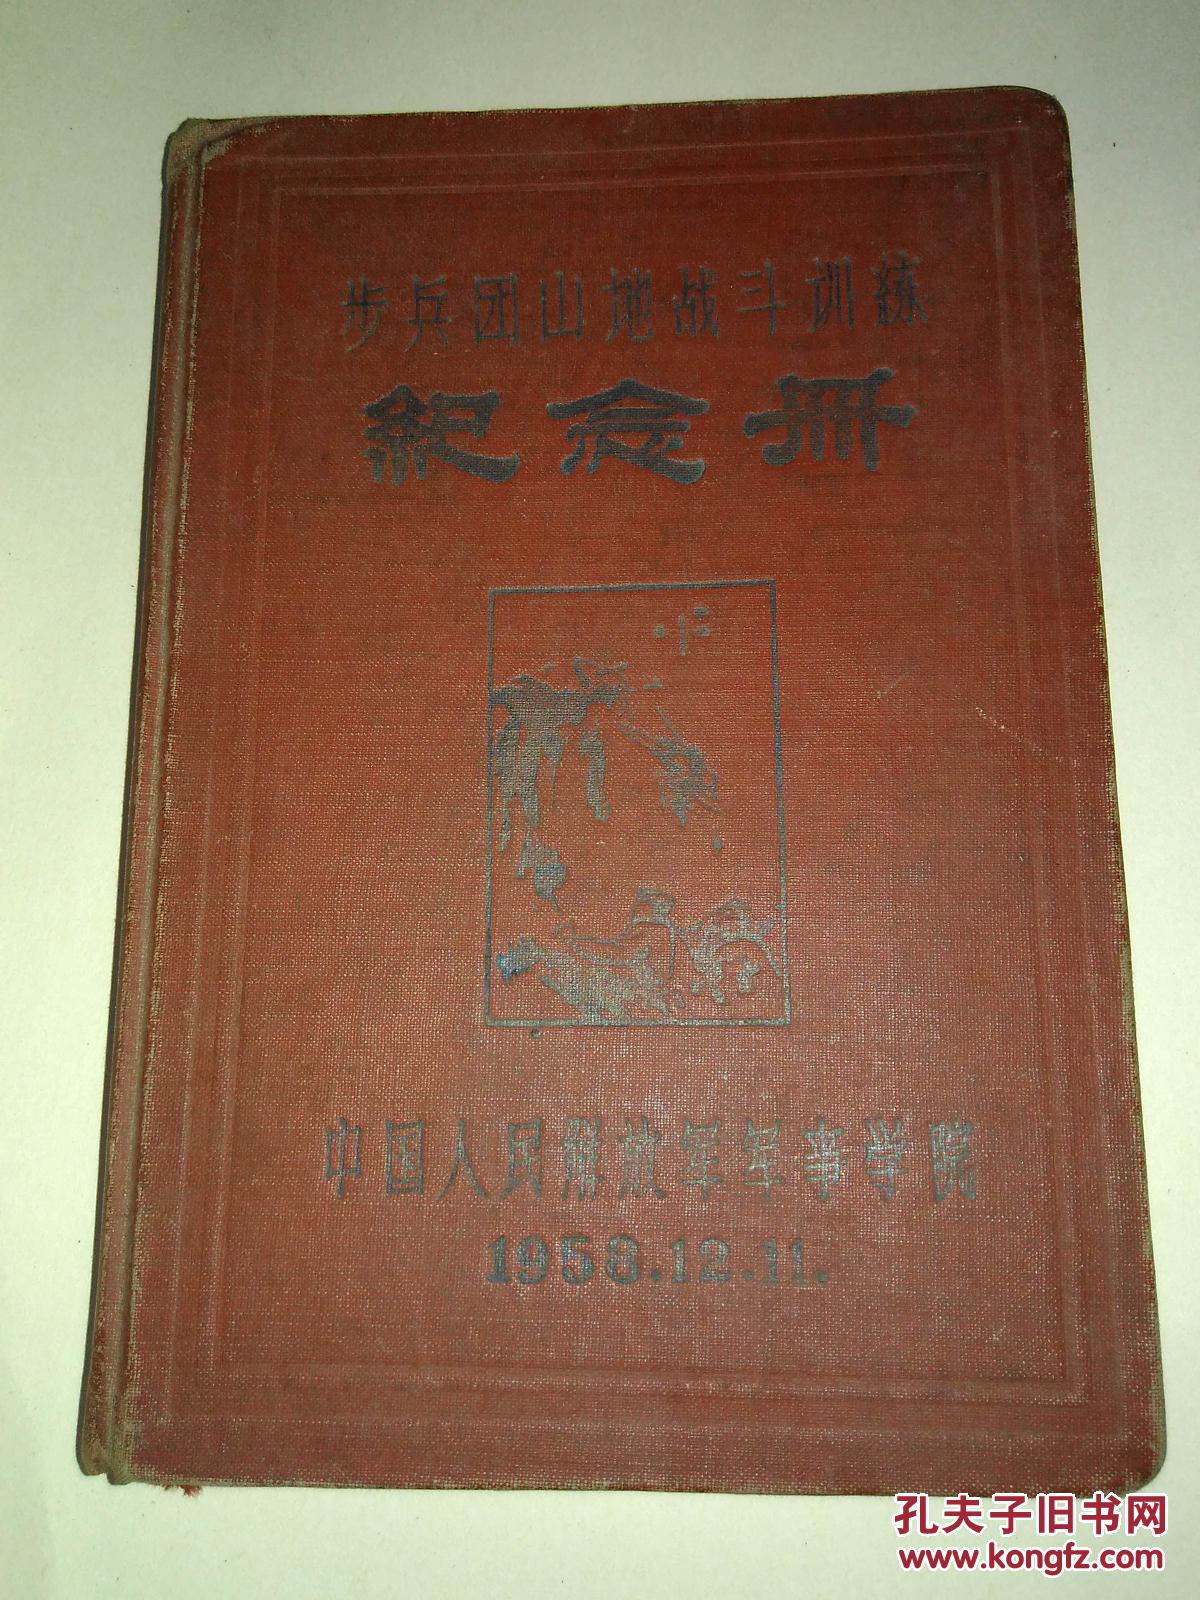 步兵团山地战斗训练
紀念册
中国人民解放军军事学院
1958.12.11.
孔夫子旧书网
www.kongfz.com